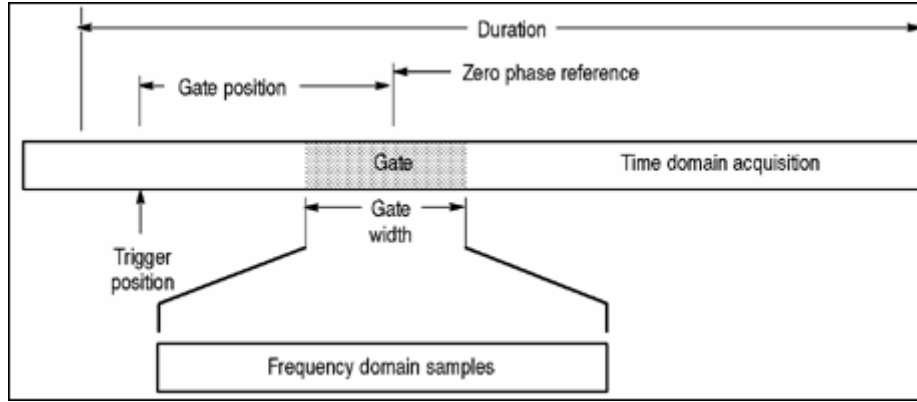 Duration
Zero phase reference
Gate position
Gate
Time domain acquisition
Gate
width
Trigger
position
Frequency domain samples